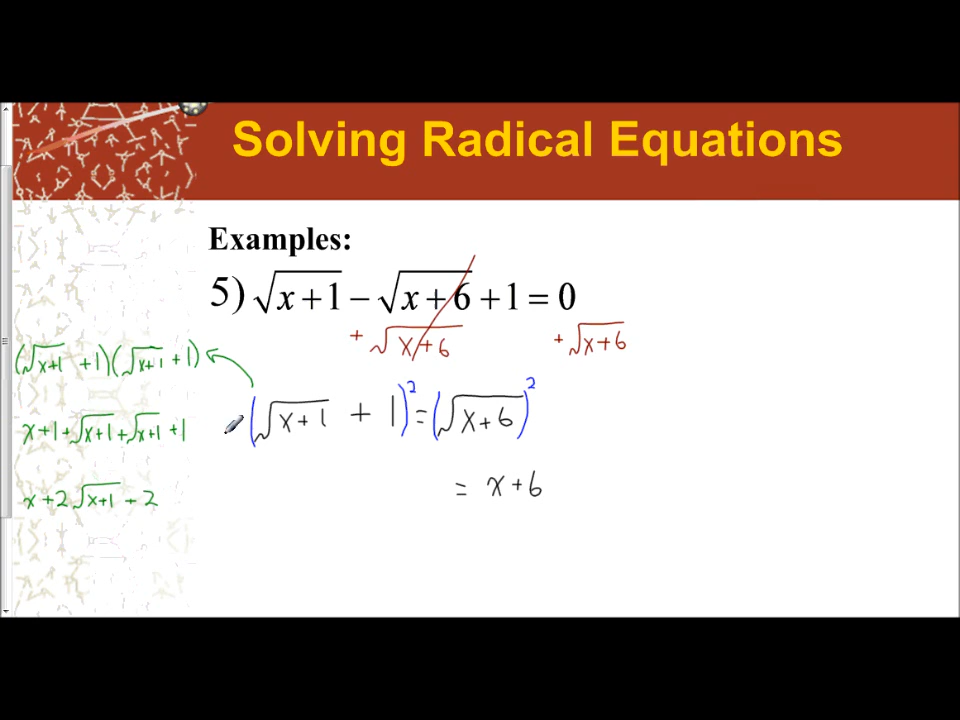 Solving Radical Equations
Examples:
5) √(x+1) − √(x+6) + 1 = 0
+ √(x+6) + √(x+6)
(√(x+1) + 1)(√(x+1) + 1)
(√(x+1) + 1)² = (√(x+6))²
x+1+√(x+1)+√(x+1)+1
= x+6
x+2√(x+1)+2